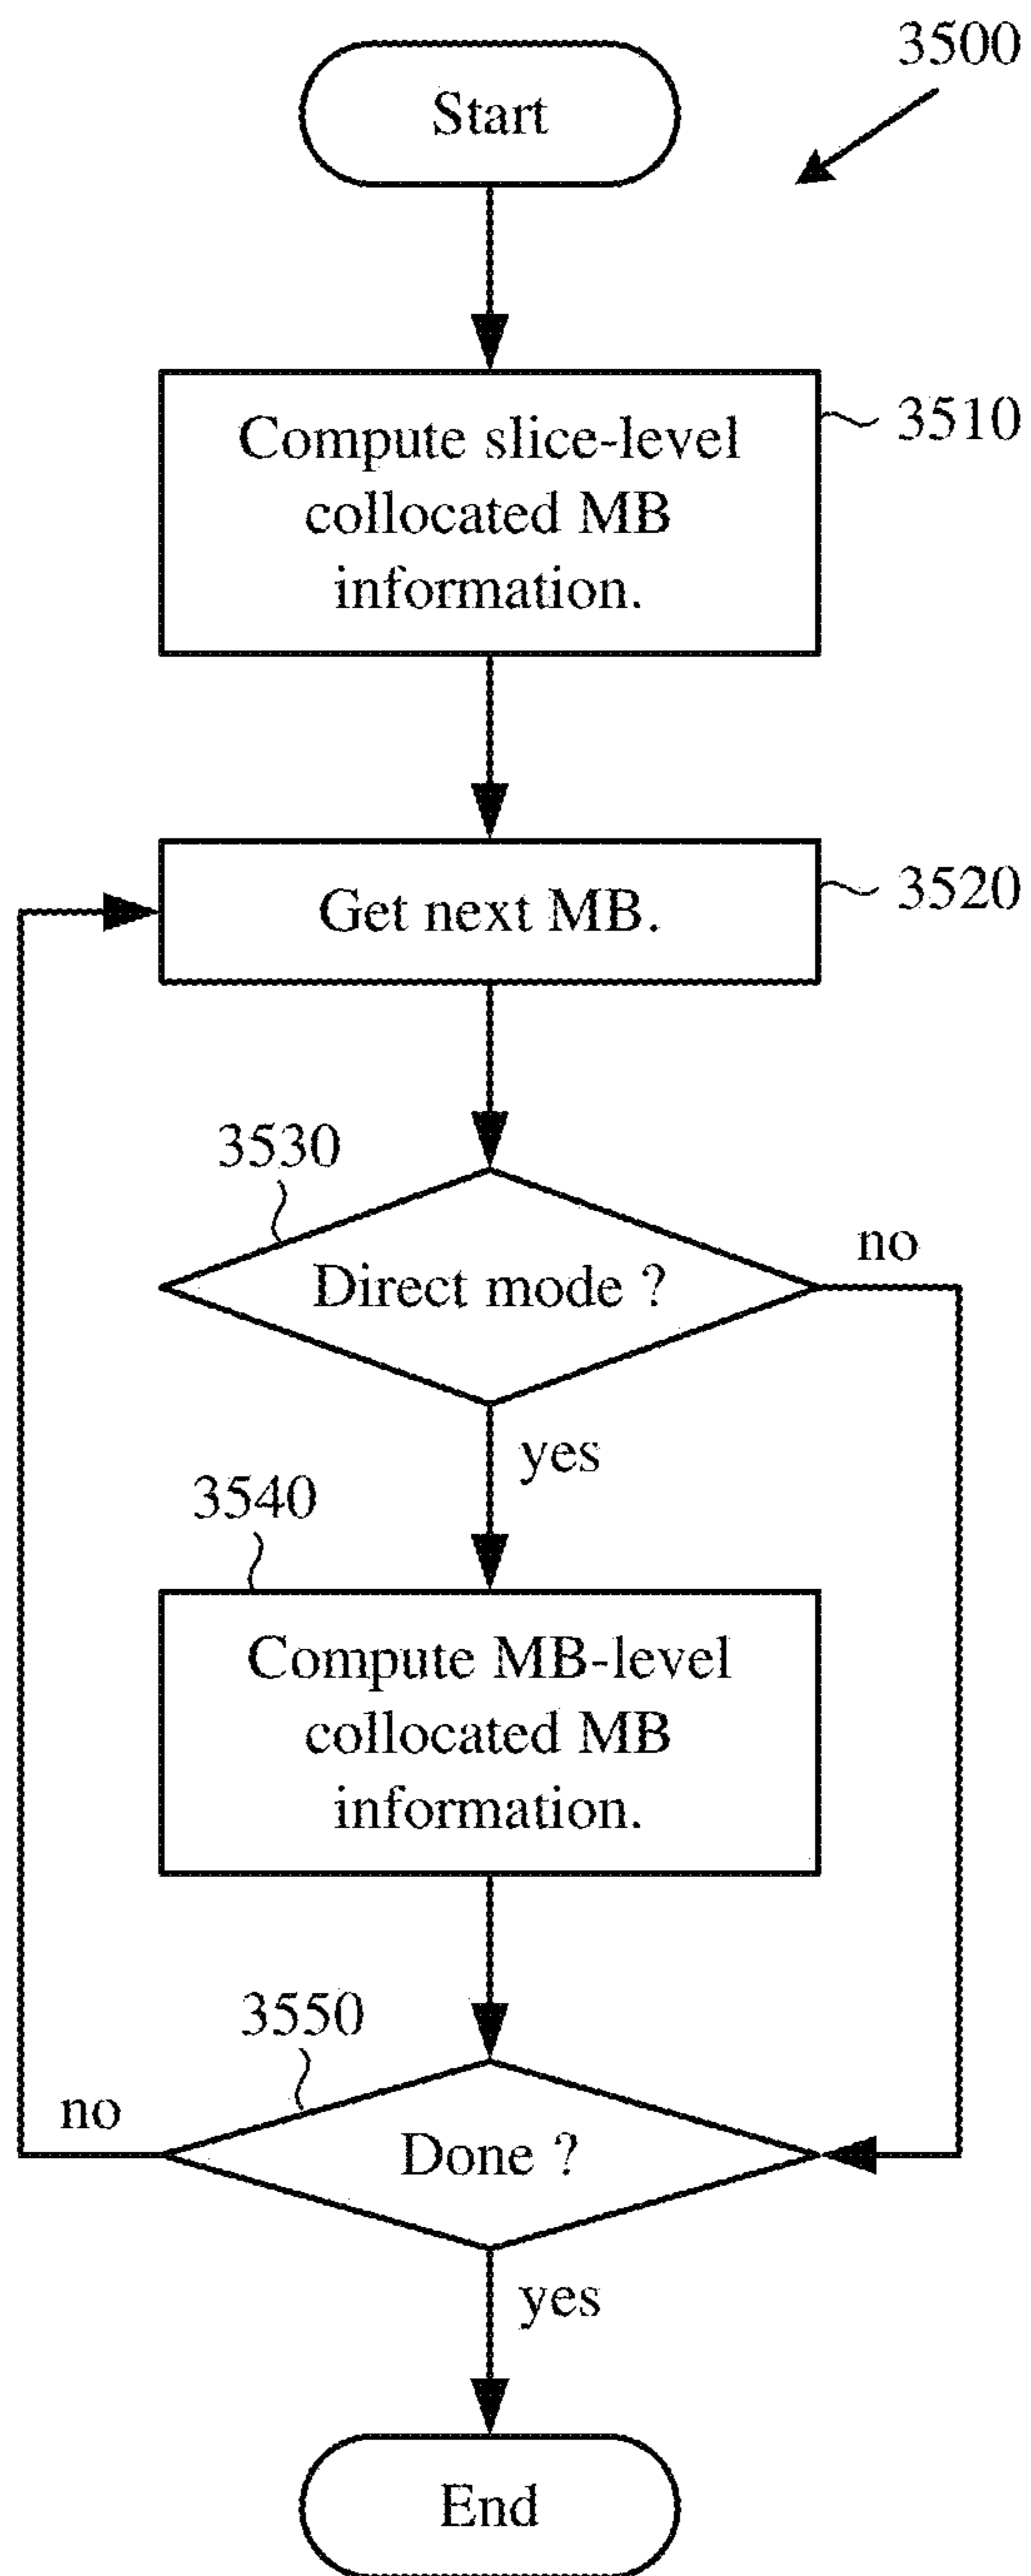 3500
Start
Compute slice-level
collocated MB
information.
3510
Get next MB.
3520
3530
Direct mode ?
no
yes
3540
Compute MB-level
collocated MB
information.
3550
no
Done ?
yes
End